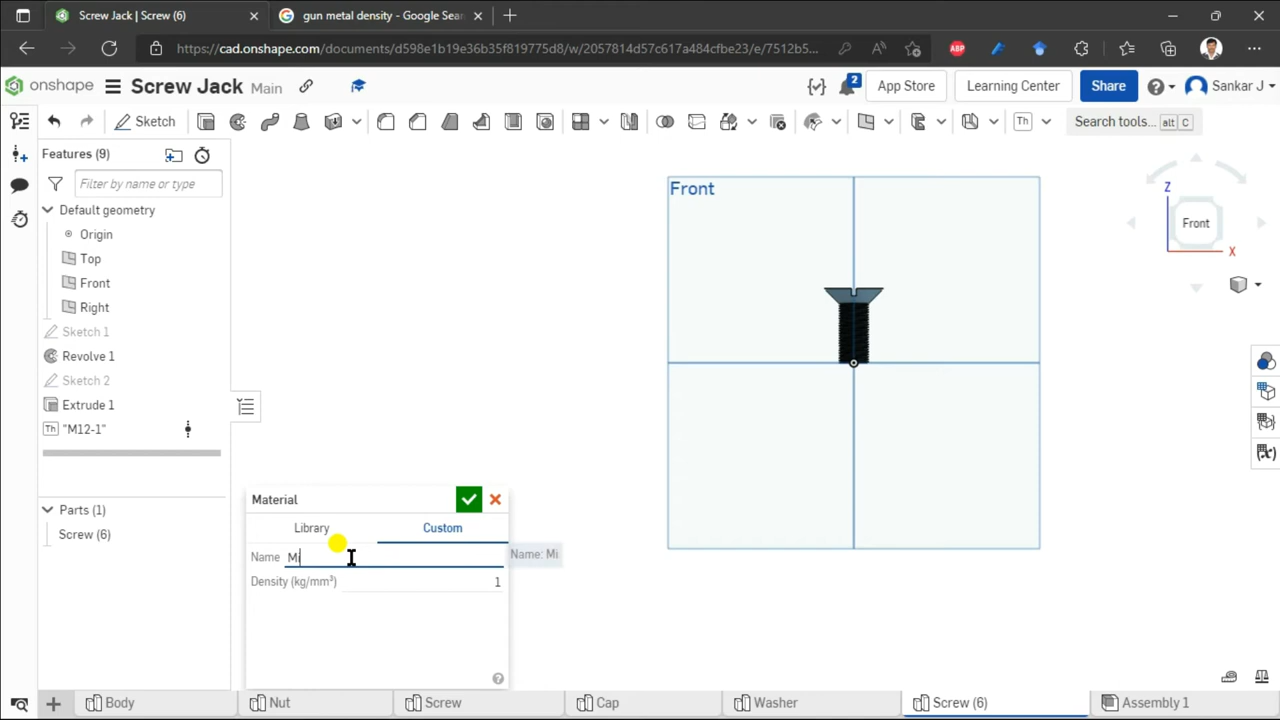 Screw Jack | Screw (6)
gun metal density - Google Sear
https://cad.onshape.com/documents/d598e1b19e36b35f819775d8/w/2057814d57c617a484cfbe23/e/7512b5...
ABP
onshape
Screw Jack Main
2
App Store
Learning Center
Share
Sankar J
Sketch
Th
Search tools... alt C
Features (9)
Filter by name or type
Default geometry
Origin
Top
Front
Right
Sketch 1
Revolve 1
Sketch 2
Extrude 1
Th "M12-1"
Parts (1)
Screw (6)
Front
Z
Front
X
Material
Library
Custom
Name Mi
Name: Mi
Density (kg/mm³) 1
Body
Nut
Screw
Cap
Washer
Screw (6)
Assembly 1